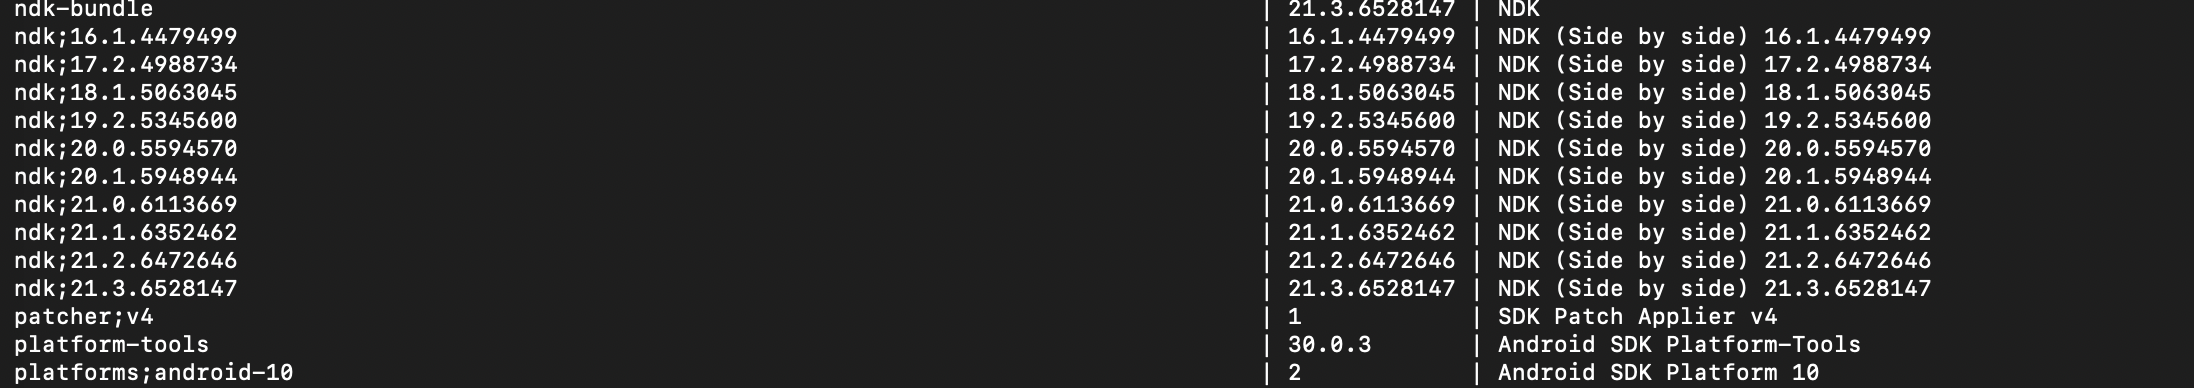 ndk-bundle | 21.3.6528147 | NDK
ndk;16.1.4479499 | 16.1.4479499 | NDK (Side by side) 16.1.4479499
ndk;17.2.4988734 | 17.2.4988734 | NDK (Side by side) 17.2.4988734
ndk;18.1.5063045 | 18.1.5063045 | NDK (Side by side) 18.1.5063045
ndk;19.2.5345600 | 19.2.5345600 | NDK (Side by side) 19.2.5345600
ndk;20.0.5594570 | 20.0.5594570 | NDK (Side by side) 20.0.5594570
ndk;20.1.5948944 | 20.1.5948944 | NDK (Side by side) 20.1.5948944
ndk;21.0.6113669 | 21.0.6113669 | NDK (Side by side) 21.0.6113669
ndk;21.1.6352462 | 21.1.6352462 | NDK (Side by side) 21.1.6352462
ndk;21.2.6472646 | 21.2.6472646 | NDK (Side by side) 21.2.6472646
ndk;21.3.6528147 | 21.3.6528147 | NDK (Side by side) 21.3.6528147
patcher;v4 | 1 | SDK Patch Applier v4
platform-tools | 30.0.3 | Android SDK Platform-Tools
platforms;android-10 | 2 | Android SDK Platform 10